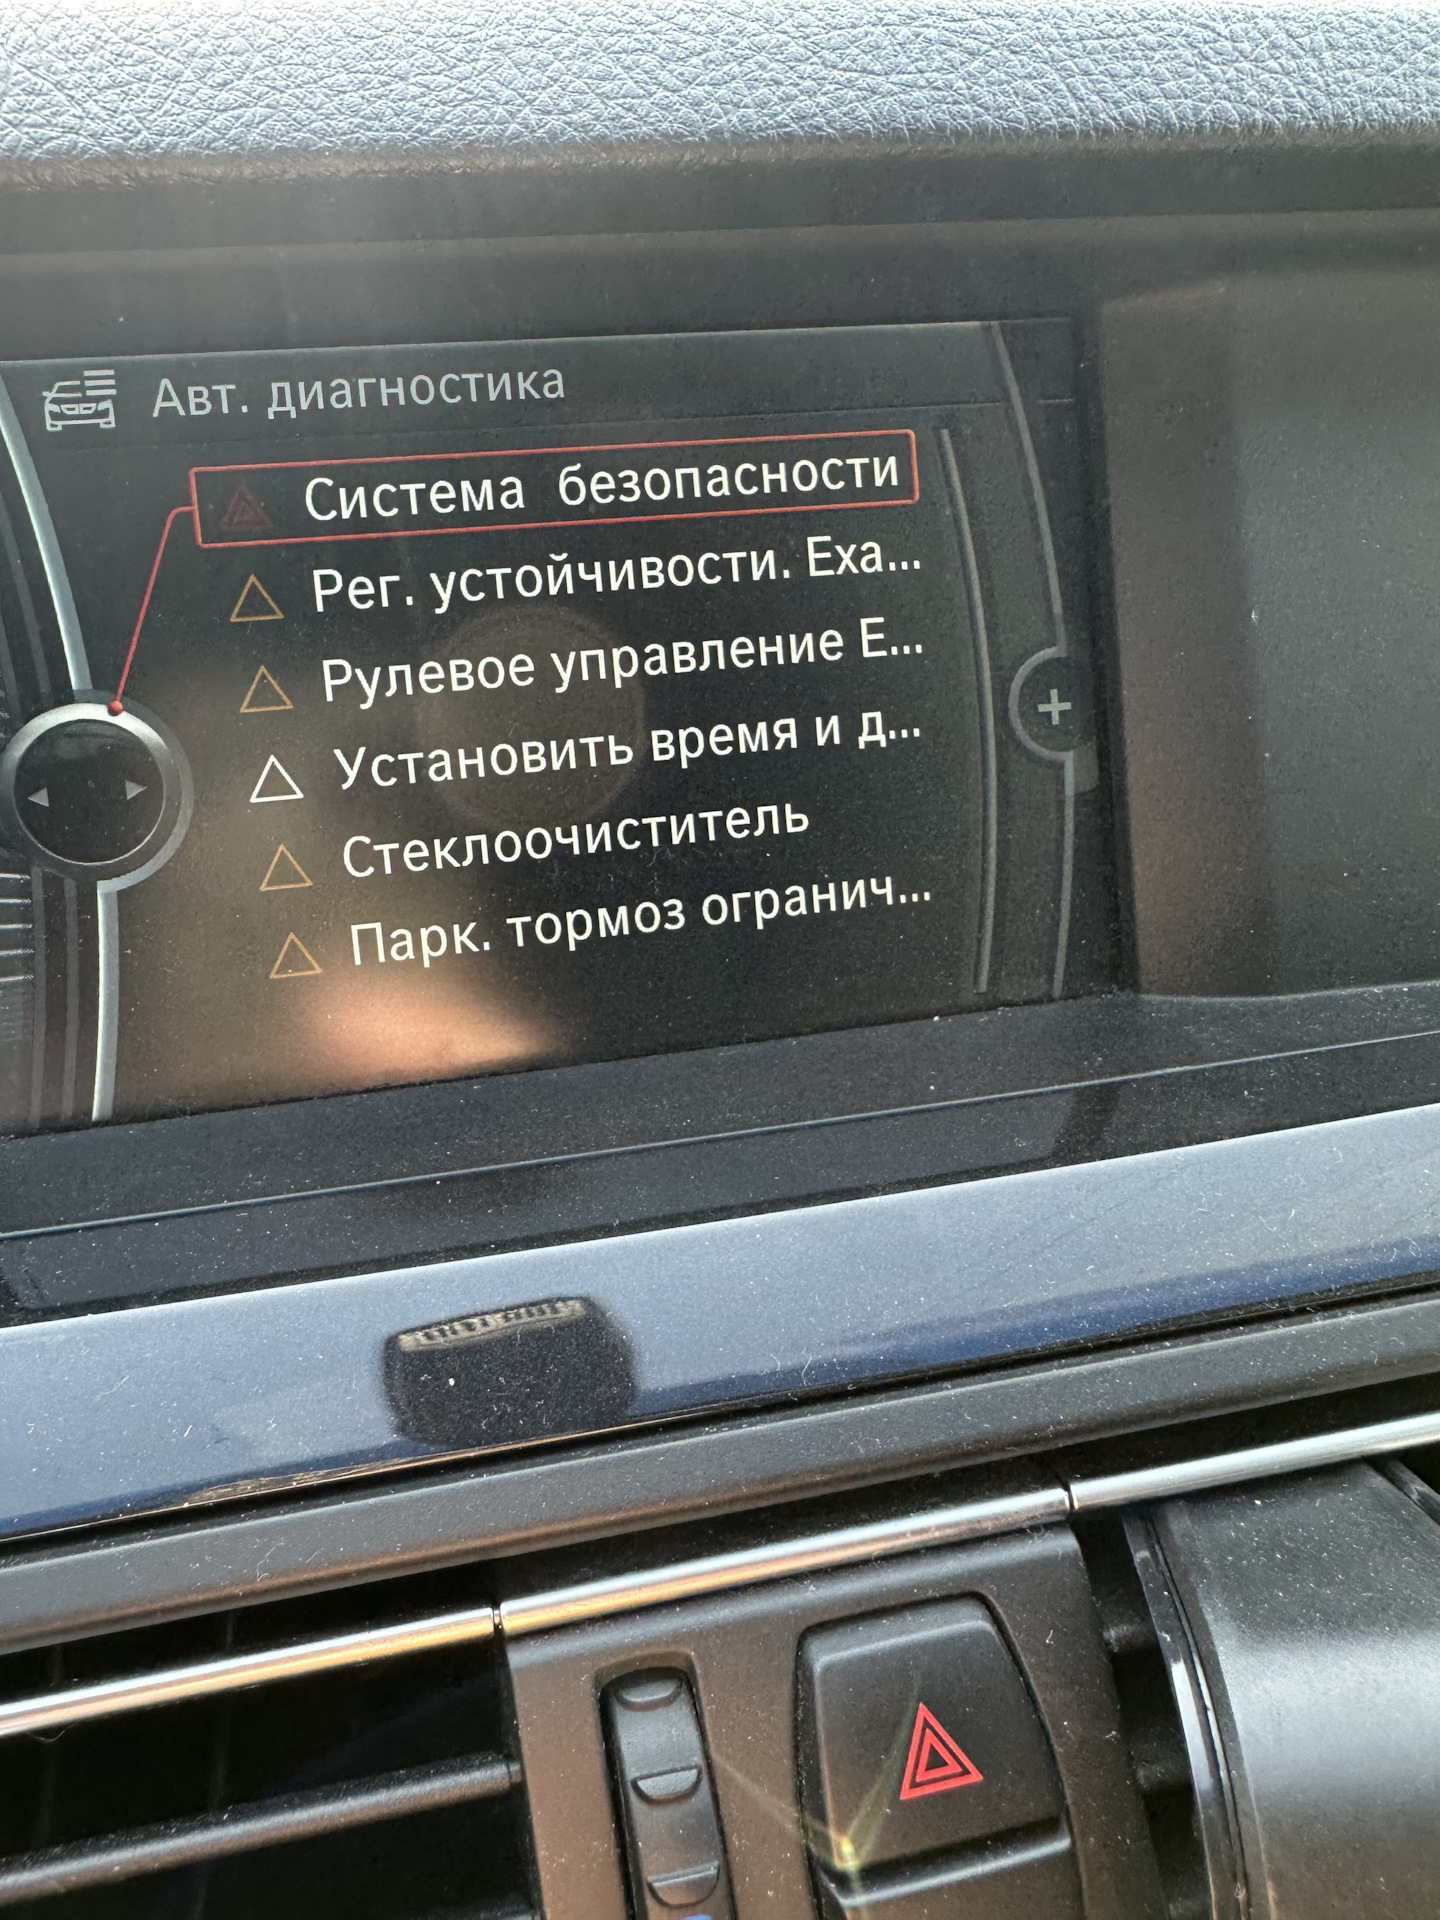 Авт. диагностика
Система безопасности
Рег. устойчивости. Еха...
Рулевое управление Е...
Установить время и д...
Стеклоочиститель
Парк. тормоз огранич...
+